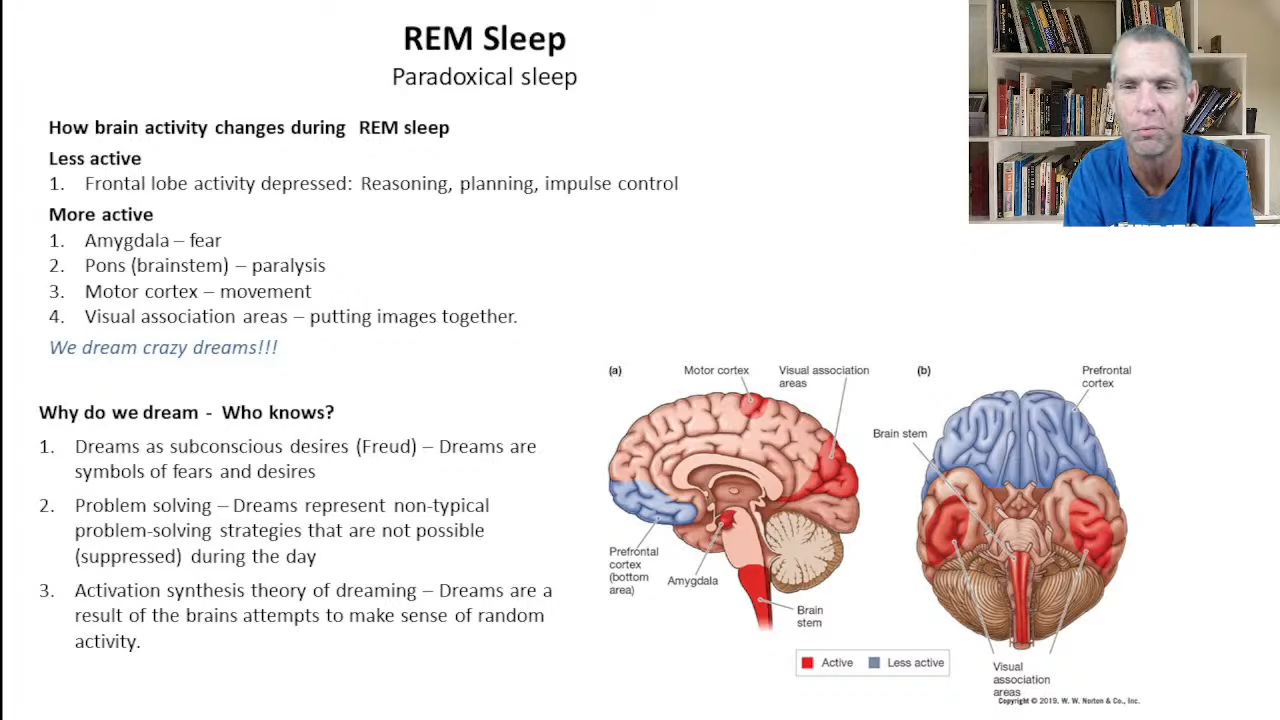 REM Sleep
Paradoxical sleep
How brain activity changes during REM sleep
Less active
1. Frontal lobe activity depressed: Reasoning, planning, impulse control
More active
1. Amygdala – fear
2. Pons (brainstem) – paralysis
3. Motor cortex – movement
4. Visual association areas – putting images together.
We dream crazy dreams!!!
Why do we dream - Who knows?
1. Dreams as subconscious desires (Freud) – Dreams are
symbols of fears and desires
2. Problem solving – Dreams represent non-typical
problem-solving strategies that are not possible
(suppressed) during the day
3. Activation synthesis theory of dreaming – Dreams are a
result of the brains attempts to make sense of random
activity.
(a)
Motor cortex
Visual association
areas
Prefrontal
cortex
(bottom
area)
Amygdala
Brain
stem
(b)
Prefrontal
cortex
Brain stem
Visual
association
areas
Active
Less active
Copyright © 2019. W. W. Norton & Co., Inc.